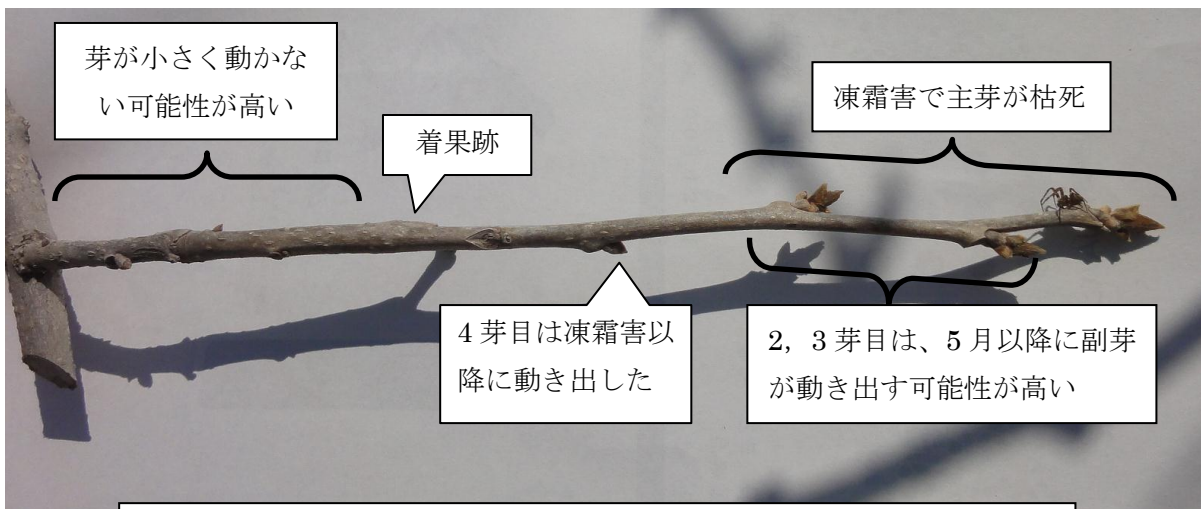 芽が小さく動かな
い可能性が高い
着果跡
凍霜害で主芽が枯死
4 芽目は凍霜害以
降に動き出した
2，3 芽目は、5 月以降に副芽
が動き出す可能性が高い